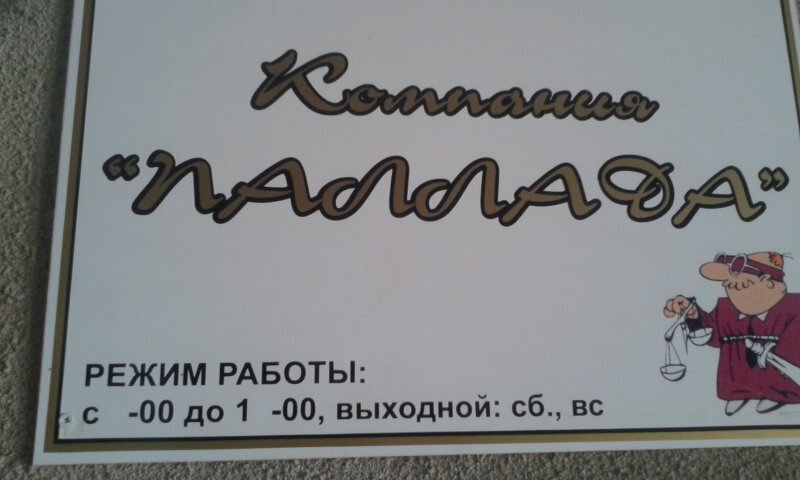 Компания
“ПАЛЛАДА”
РЕЖИМ РАБОТЫ:
с -00 до 1 -00, выходной: сб., вс